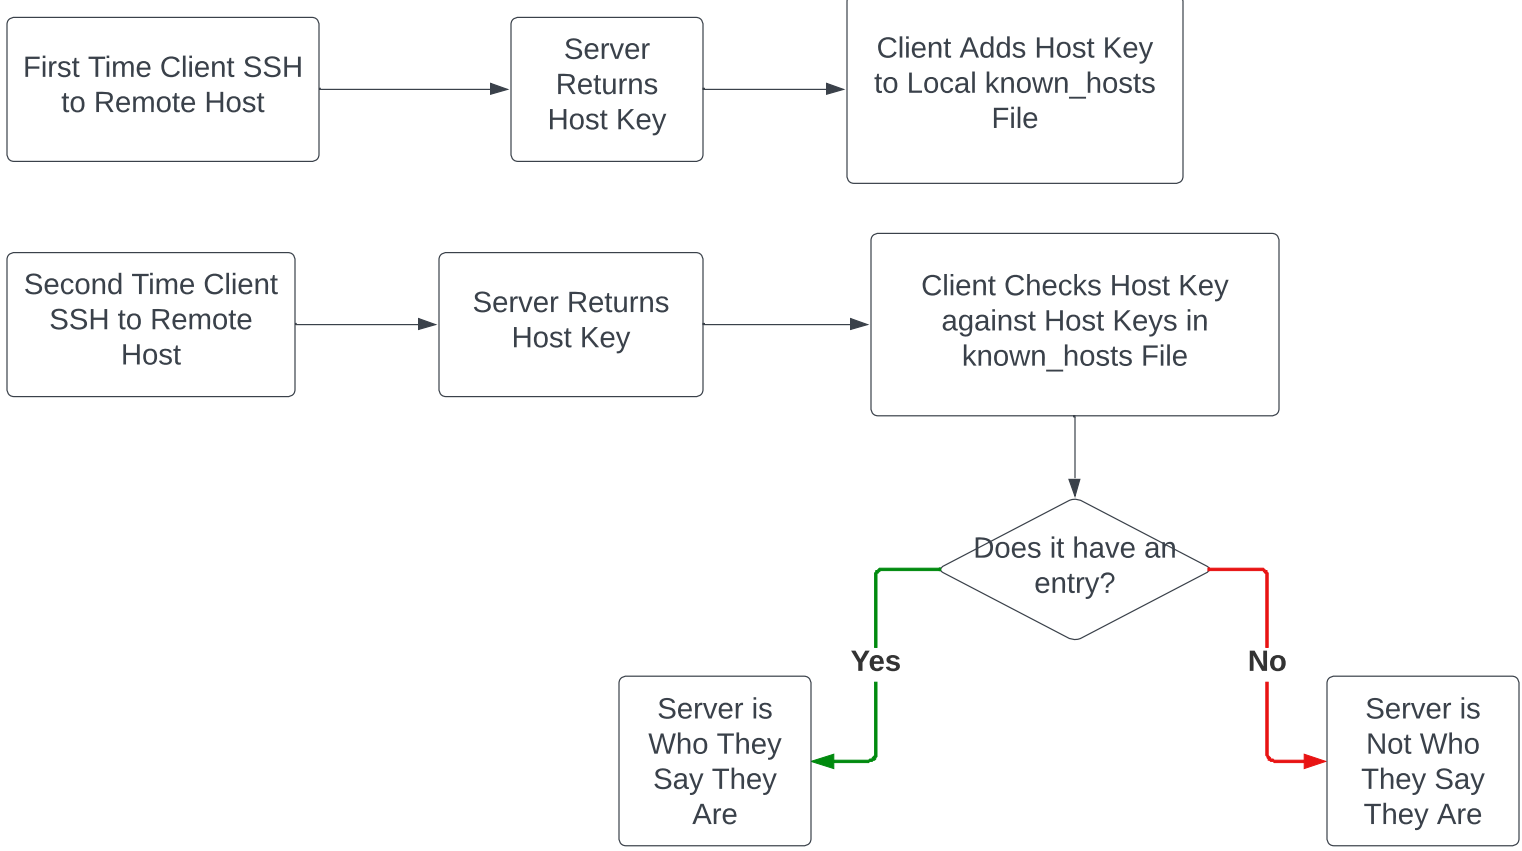 First Time Client SSH
to Remote Host
Server
Returns
Host Key
Client Adds Host Key
to Local known_hosts
File
Second Time Client
SSH to Remote
Host
Server Returns
Host Key
Client Checks Host Key
against Host Keys in
known_hosts File
Does it have an
entry?
Yes
No
Server is
Who They
Say They
Are
Server is
Not Who
They Say
They Are